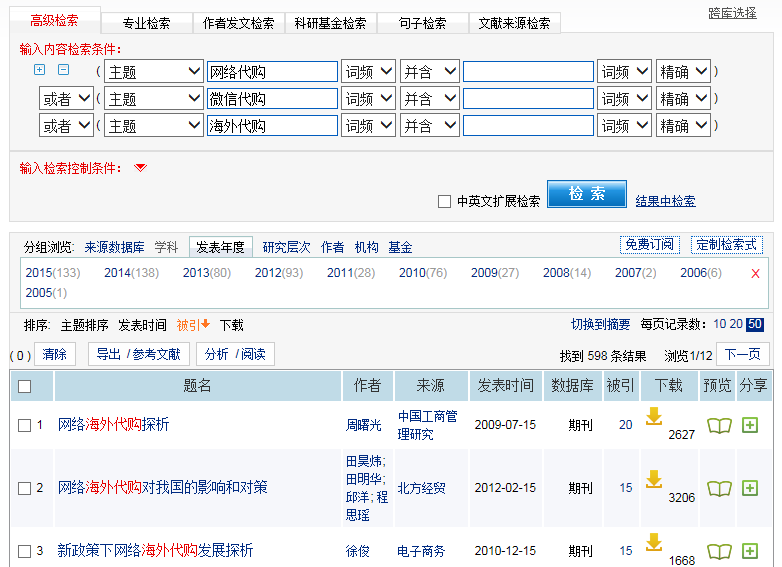 高级检索 专业检索 作者发文检索 科研基金检索 句子检索 文献来源检索 跨库选择
输入内容检索条件:
( 主题 网络代购 词频 并含 词频 精确 )
或者 ( 主题 微信代购 词频 并含 词频 精确 )
或者 ( 主题 海外代购 词频 并含 词频 精确 )
输入检索控制条件:
中英文扩展检索 检索 结果中检索
分组浏览: 来源数据库 学科 发表年度 研究层次 作者 机构 基金 免费订阅 定制检索式
2015(133) 2014(138) 2013(80) 2012(93) 2011(28) 2010(76) 2009(27) 2008(14) 2007(2) 2006(6) X
2005(1)
排序: 主题排序 发表时间 被引 下载 切换到摘要 每页记录数: 10 20 50
(0) 清除 导出 / 参考文献 分析 / 阅读 找到 598 条结果 浏览1/12 下一页
题名 作者 来源 发表时间 数据库 被引 下载 预览 分享
1 网络海外代购探析 周曙光 中国工商管理研究 2009-07-15 期刊 20 2627
2 网络海外代购对我国的影响和对策 田昊炜; 田明华; 邱洋; 程思瑶 北方经贸 2012-02-15 期刊 15 3206
3 新政策下网络海外代购发展探析 徐俊 电子商务 2010-12-15 期刊 15 1668